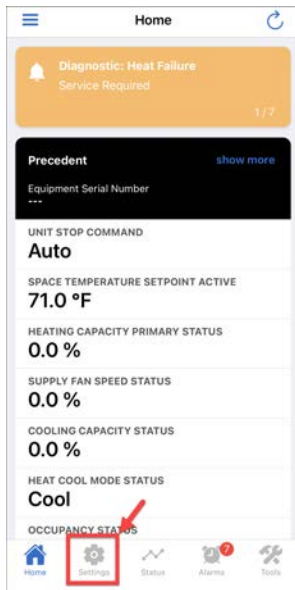 Home
Diagnostic: Heat Failure
Service Required
1/7
Precedent show more
Equipment Serial Number
---
UNIT STOP COMMAND
Auto
SPACE TEMPERATURE SETPOINT ACTIVE
71.0 °F
HEATING CAPACITY PRIMARY STATUS
0.0 %
SUPPLY FAN SPEED STATUS
0.0 %
COOLING CAPACITY STATUS
0.0 %
HEAT COOL MODE STATUS
Cool
OCCUPANCY STATUS
7
Home Settings Status Alarms Tools